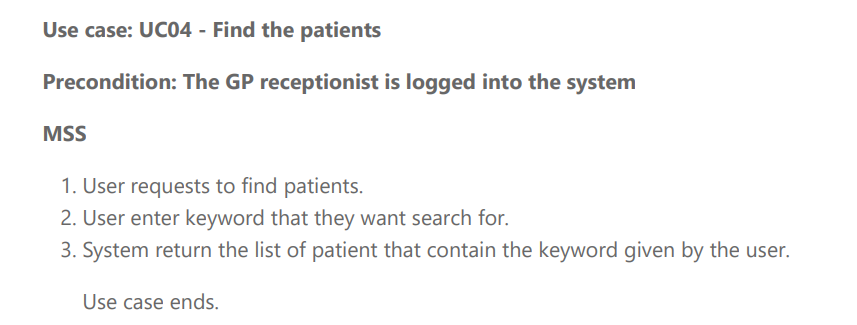 Use case: UC04 - Find the patients
Precondition: The GP receptionist is logged into the system
MSS
1. User requests to find patients.
2. User enter keyword that they want search for.
3. System return the list of patient that contain the keyword given by the user.
Use case ends.